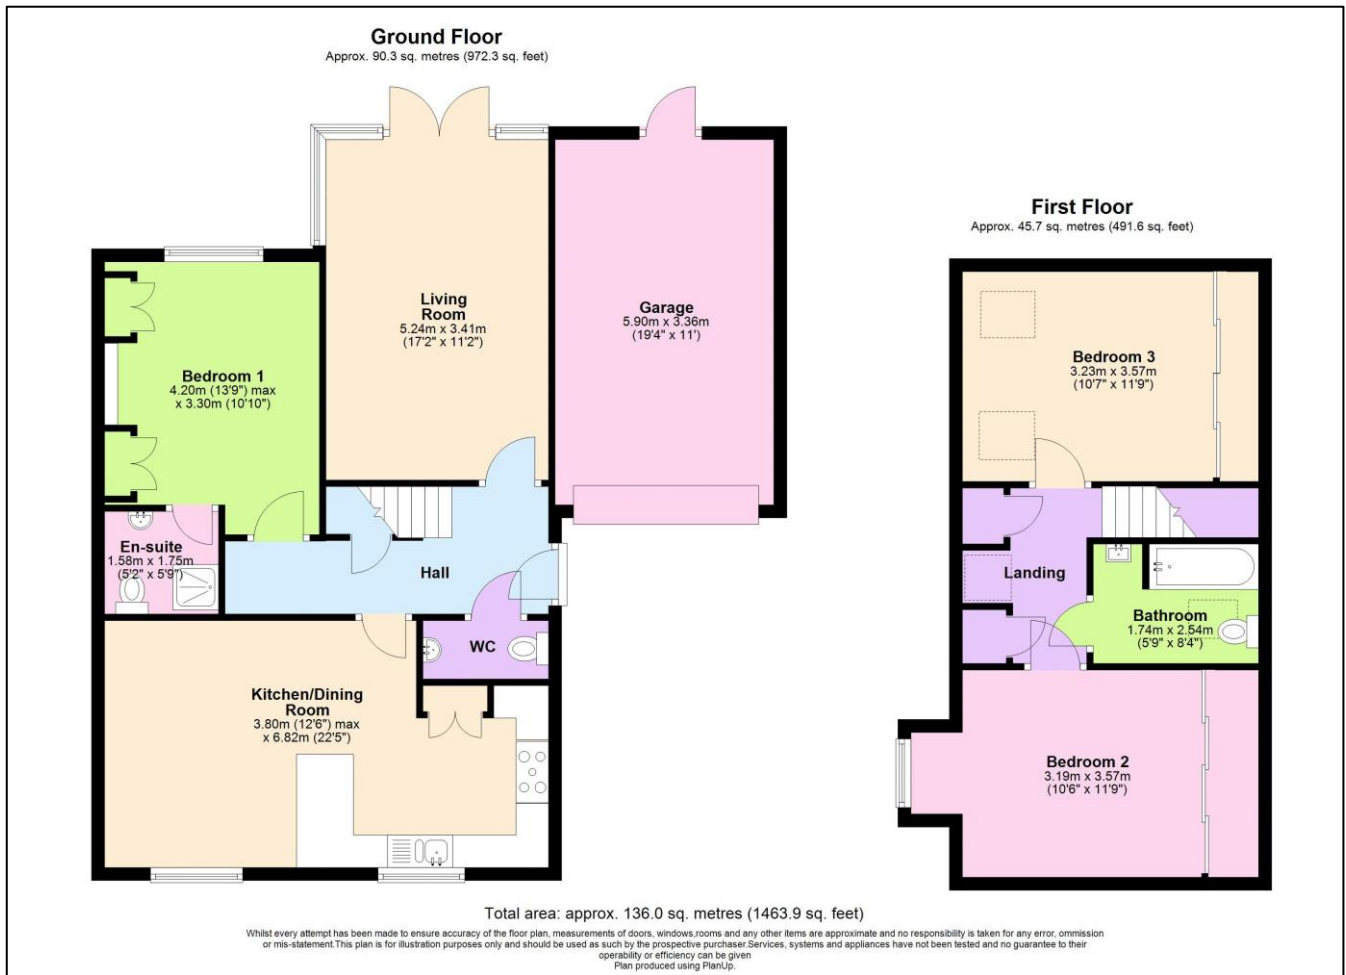 Ground Floor
Approx. 90.3 sq. metres (972.3 sq. feet)
First Floor
Approx. 45.7 sq. metres (491.6 sq. feet)
Living
Room
5.24m x 3.41m
(17'2" x 11'2")
Garage
5.90m x 3.36m
(19'4" x 11')
Bedroom 1
4.20m (13'9") max
x 3.30m (10'10")
En-suite
1.58m x 1.75m
(5'2" x 5'9")
Hall
WC
Kitchen/Dining
Room
3.80m (12'6") max
x 6.82m (22'5")
Bedroom 3
3.23m x 3.57m
(10'7" x 11'9")
Landing
Bathroom
1.74m x 2.54m
(5'9" x 8'4")
Bedroom 2
3.19m x 3.57m
(10'6" x 11'9")
Total area: approx. 136.0 sq. metres (1463.9 sq. feet)
Whilst every attempt has been made to ensure accuracy of the floor plan, measurements of doors, windows,rooms and any other items are approximate and no responsibility is taken for any error, ommission
or mis-statement.This plan is for illustration purposes only and should be used as such by the prospective purchaser.Services, systems and appliances have not been tested and no guarantee to their
operability or efficiency can be given
Plan produced using PlanUp.